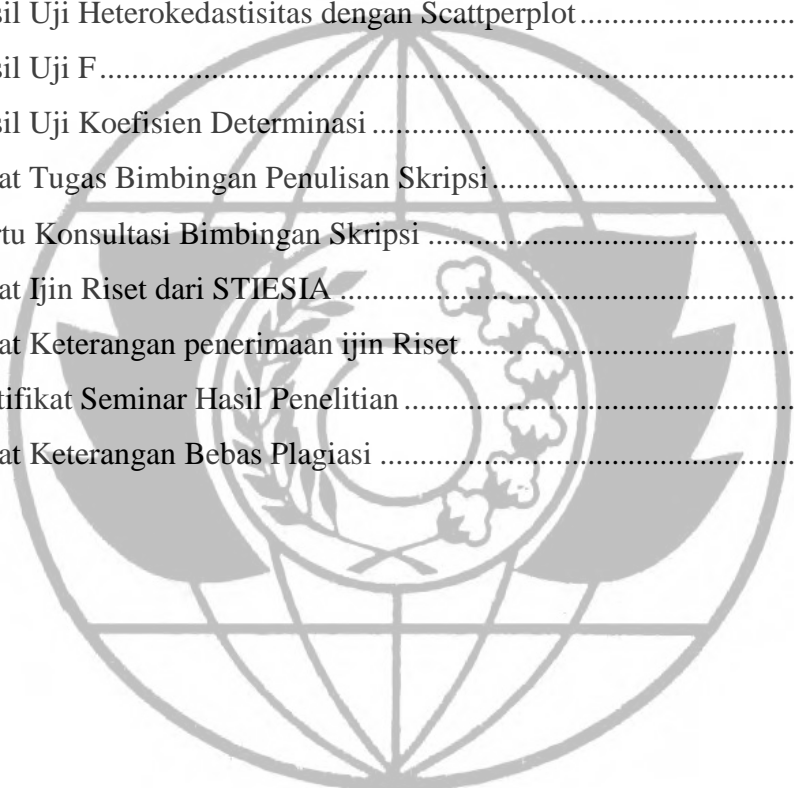 sil Uji Heterokedastisitas dengan Scattperplot.............................
sil Uji F.............................................................................................
sil Uji Koefisien Determinasi..........................................................
at Tugas Bimbingan Penulisan Skripsi..........................................
rtu Konsultasi Bimbingan Skripsi..................................................
at Ijin Riset dari STIESIA...............................................................
at Keterangan penerimaan ijin Riset..............................................
tifikat Seminar Hasil Penelitian......................................................
at Keterangan Bebas Plagiasi.........................................................